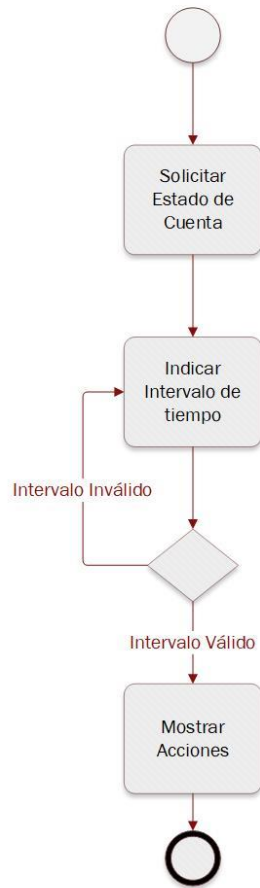 Solicitar
Estado de
Cuenta
Indicar
Intervalo de
tiempo
Intervalo Inválido
Intervalo Válido
Mostrar
Acciones